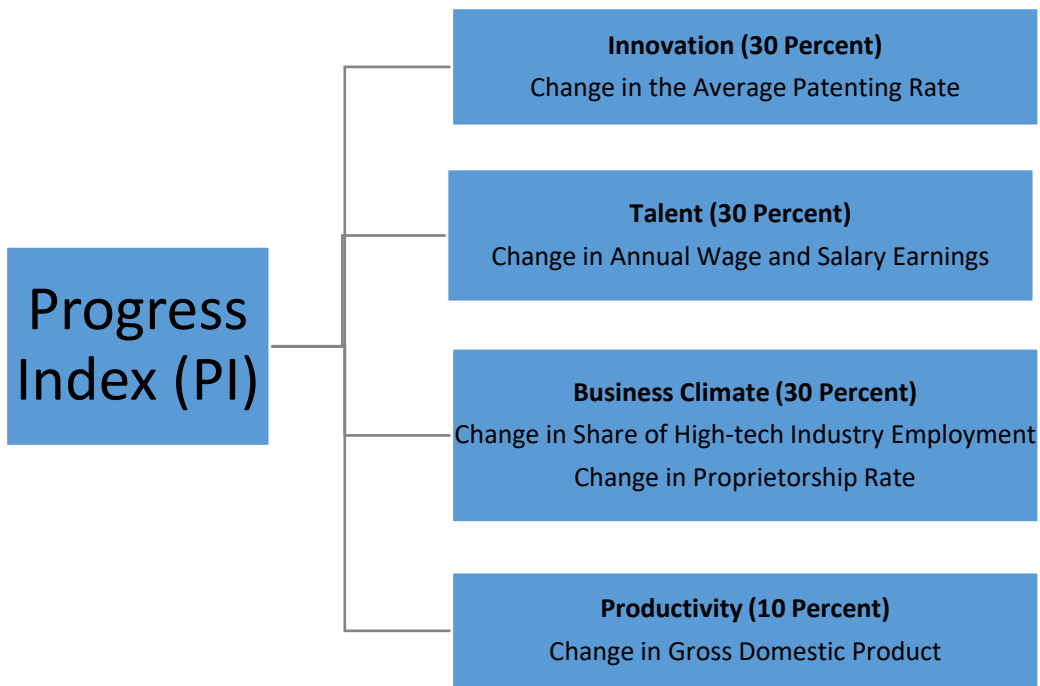 Progress
Index (PI)
Innovation (30 Percent)
Change in the Average Patenting Rate
Talent (30 Percent)
Change in Annual Wage and Salary Earnings
Business Climate (30 Percent)
Change in Share of High-tech Industry Employment
Change in Proprietorship Rate
Productivity (10 Percent)
Change in Gross Domestic Product